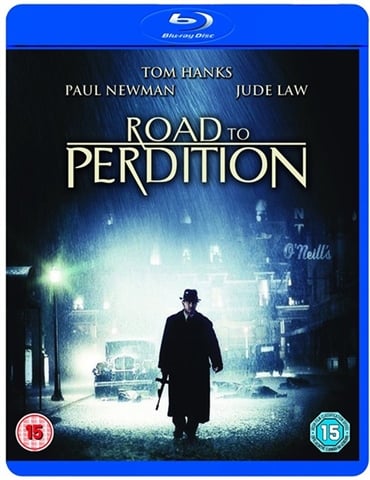 Blu-ray Disc
TOM HANKS
PAUL NEWMAN JUDE LAW
ROAD TO
PERDITION
O'Neill's
15 15